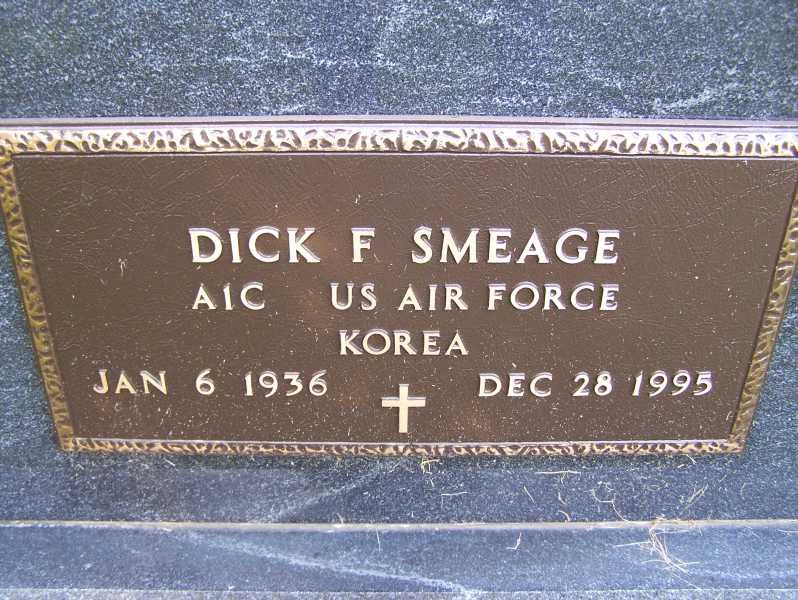 DICK F SMEAGE
A1C US AIR FORCE
KOREA
JAN 6 1936 DEC 28 1995